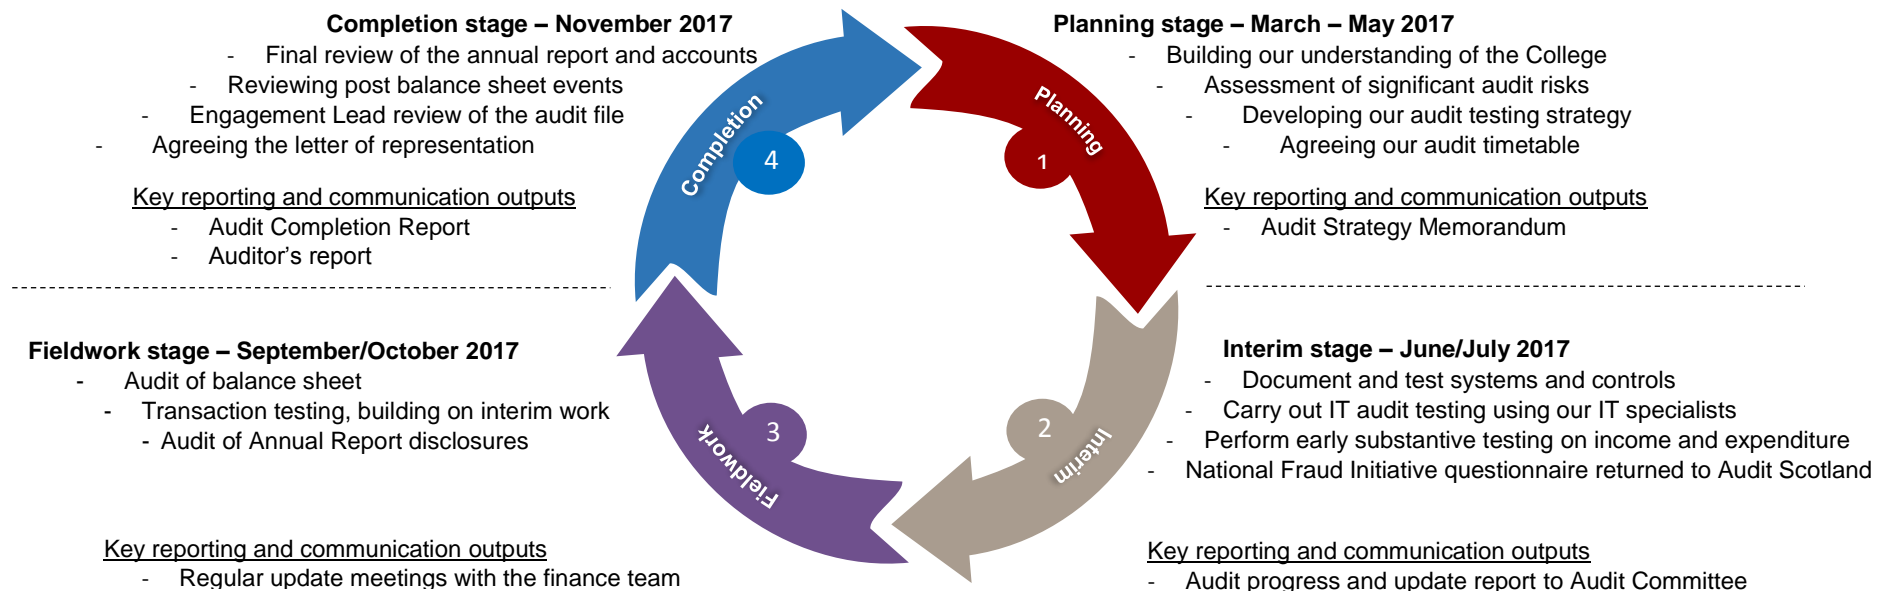 Completion stage – November 2017
- Final review of the annual report and accounts
- Reviewing post balance sheet events
- Engagement Lead review of the audit file
- Agreeing the letter of representation
Key reporting and communication outputs
- Audit Completion Report
- Auditor’s report
Planning stage – March – May 2017
- Building our understanding of the College
- Assessment of significant audit risks
- Developing our audit testing strategy
- Agreeing our audit timetable
Key reporting and communication outputs
- Audit Strategy Memorandum
Completion
4
Planning
1
Fieldwork
3
Interim
2
Fieldwork stage – September/October 2017
- Audit of balance sheet
- Transaction testing, building on interim work
- Audit of Annual Report disclosures
Key reporting and communication outputs
- Regular update meetings with the finance team
Interim stage – June/July 2017
- Document and test systems and controls
- Carry out IT audit testing using our IT specialists
- Perform early substantive testing on income and expenditure
- National Fraud Initiative questionnaire returned to Audit Scotland
Key reporting and communication outputs
- Audit progress and update report to Audit Committee